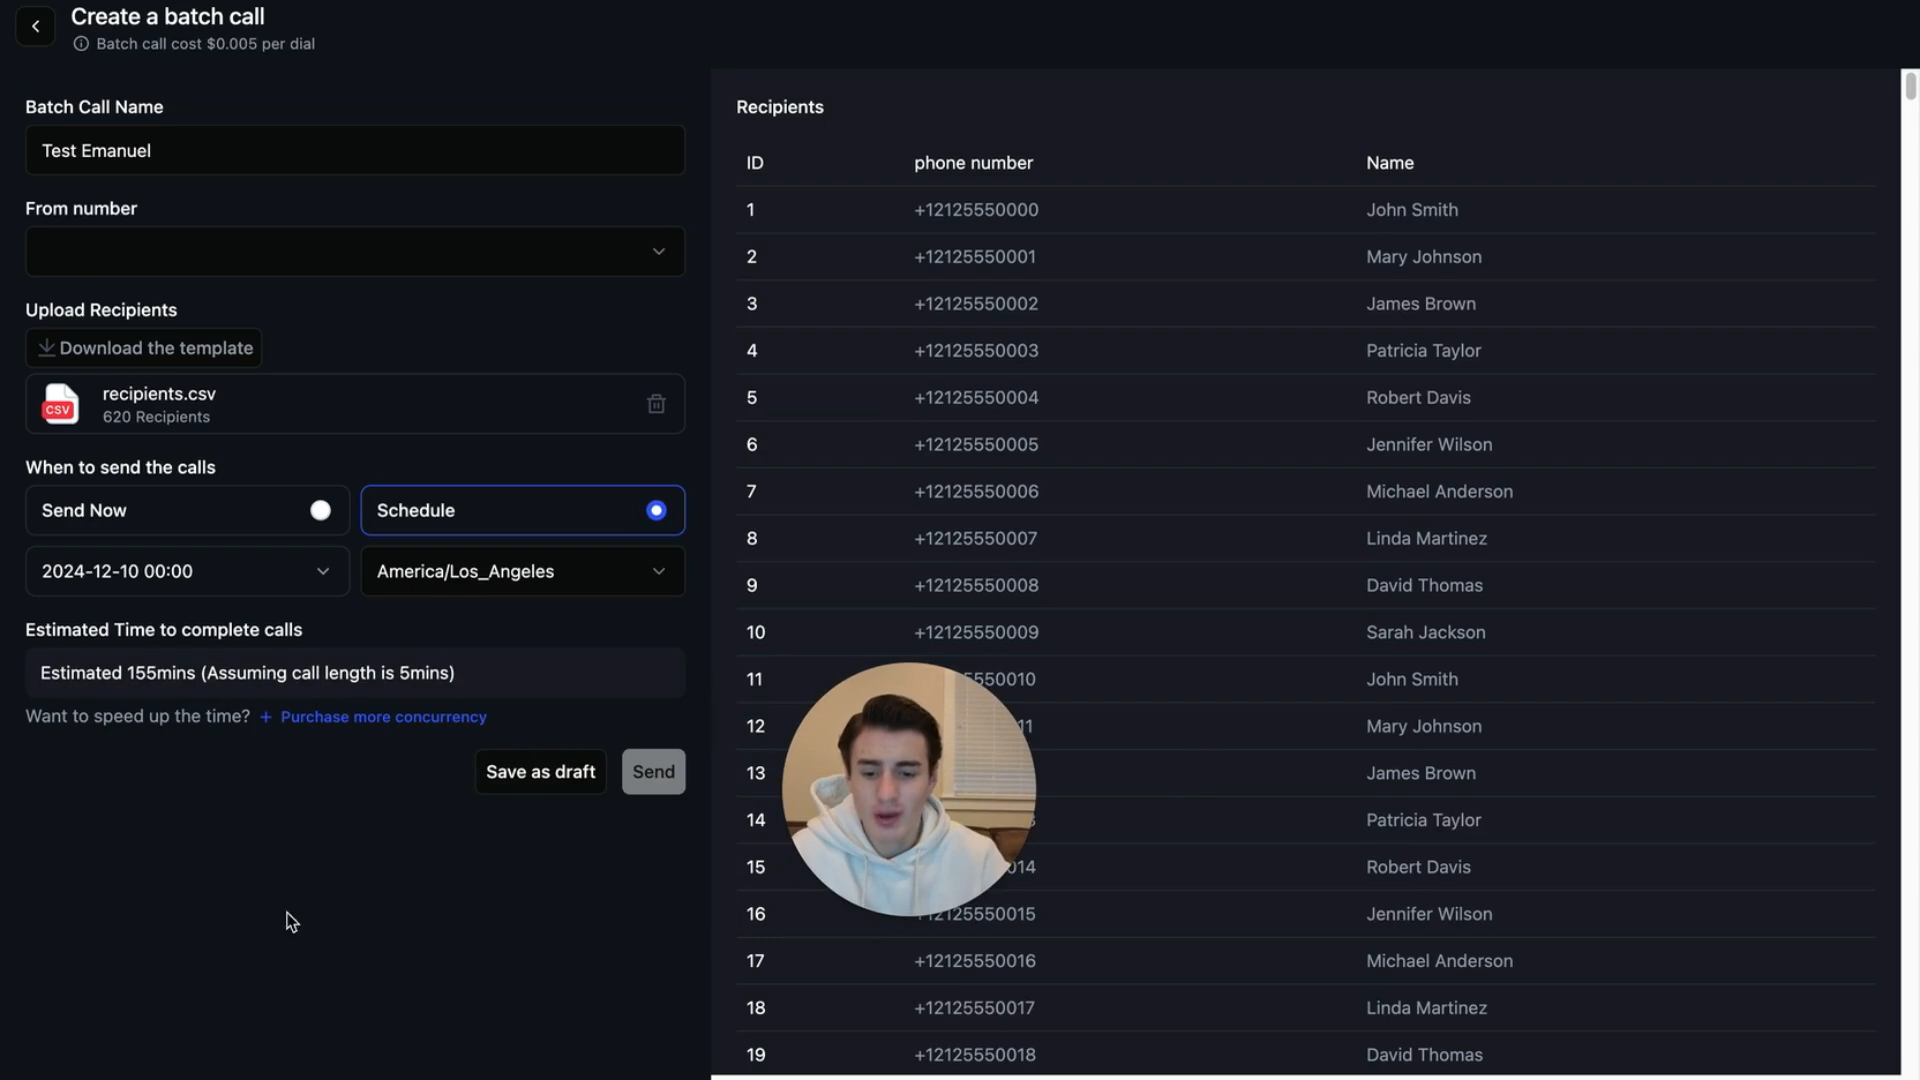 Create a batch call
Batch call cost $0.005 per dial
Batch Call Name
Test Emanuel
From number
Upload Recipients
Download the template
CSV
recipients.csv
620 Recipients
When to send the calls
Send Now
Schedule
2024-12-10 00:00
America/Los_Angeles
Estimated Time to complete calls
Estimated 155mins (Assuming call length is 5mins)
Want to speed up the time? + Purchase more concurrency
Save as draft
Send
Recipients
ID phone number Name
1 +12125550000 John Smith
2 +12125550001 Mary Johnson
3 +12125550002 James Brown
4 +12125550003 Patricia Taylor
5 +12125550004 Robert Davis
6 +12125550005 Jennifer Wilson
7 +12125550006 Michael Anderson
8 +12125550007 Linda Martinez
9 +12125550008 David Thomas
10 +12125550009 Sarah Jackson
11 John Smith
12 Mary Johnson
13 James Brown
14 Patricia Taylor
15 Robert Davis
16 +12125550015 Jennifer Wilson
17 +12125550016 Michael Anderson
18 +12125550017 Linda Martinez
19 +12125550018 David Thomas